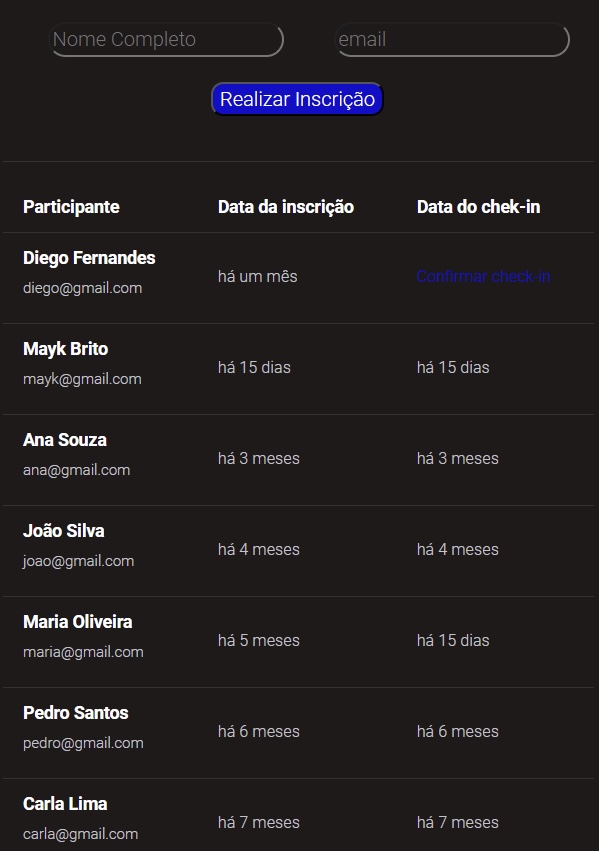 Nome Completo email
Realizar Inscrição
Participante Data da inscrição Data do chek-in
Diego Fernandes
diego@gmail.com há um mês Confirmar check-in
Mayk Brito
mayk@gmail.com há 15 dias há 15 dias
Ana Souza
ana@gmail.com há 3 meses há 3 meses
João Silva
joao@gmail.com há 4 meses há 4 meses
Maria Oliveira
maria@gmail.com há 5 meses há 15 dias
Pedro Santos
pedro@gmail.com há 6 meses há 6 meses
Carla Lima
carla@gmail.com há 7 meses há 7 meses